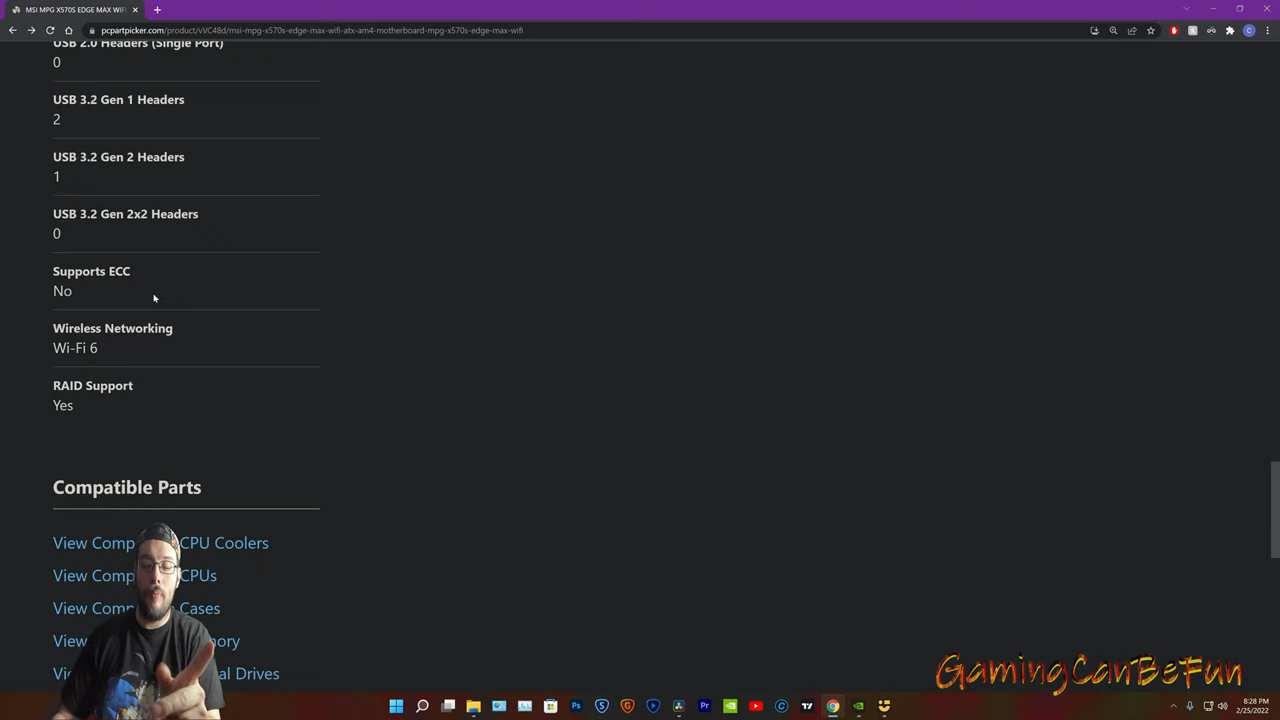 MSI MPG X570S EDGE MAX WIFI
pcpartpicker.com/product/vVC48d/msi-mpg-x570s-edge-max-wifi-atx-am4-motherboard-mpg-x570s-edge-max-wifi
USB 2.0 Headers (Single Port)
0
USB 3.2 Gen 1 Headers
2
USB 3.2 Gen 2 Headers
1
USB 3.2 Gen 2x2 Headers
0
Supports ECC
No
Wireless Networking
Wi-Fi 6
RAID Support
Yes
Compatible Parts
View Comp CPU Coolers
View Comp CPUs
View Com Cases
View
al Drives
GamingCanBeFun
8:28 PM
2/25/2022